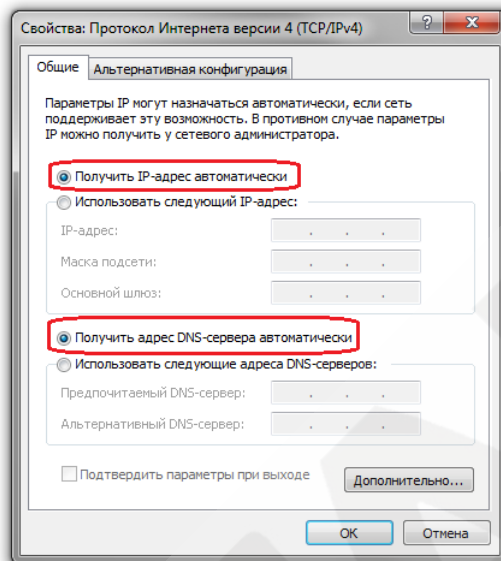 Свойства: Протокол Интернета версии 4 (TCP/IPv4)
Общие
Альтернативная конфигурация
Параметры IP могут назначаться автоматически, если сеть
поддерживает эту возможность. В противном случае параметры
IP можно получить у сетевого администратора.
Получить IP-адрес автоматически
Использовать следующий IP-адрес:
IP-адрес:
Маска подсети:
Основной шлюз:
Получить адрес DNS-сервера автоматически
Использовать следующие адреса DNS-серверов:
Предпочитаемый DNS-сервер:
Альтернативный DNS-сервер:
Подтвердить параметры при выходе
Дополнительно...
ОК
Отмена